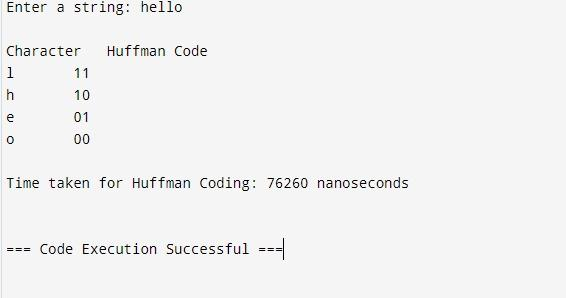 Enter a string: hello
Character   Huffman Code
l       11
h       10
e       01
o       00
Time taken for Huffman Coding: 76260 nanoseconds
=== Code Execution Successful ===